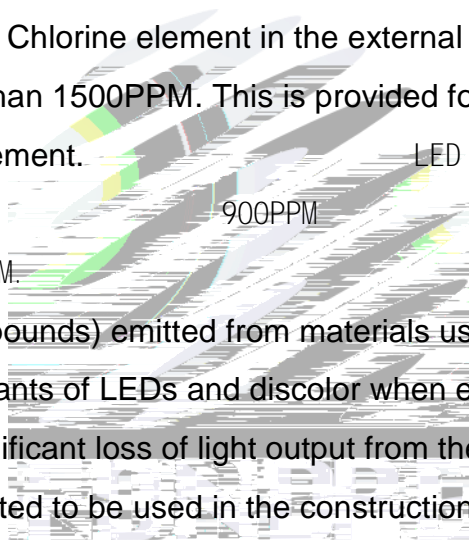 Chlorine element in the external
han 1500PPM. This is provided fo
ement. LED
900PPM
M.
ounds) emitted from materials us
ants of LEDs and discolor when e
ificant loss of light output from the
ted to be used in the construction